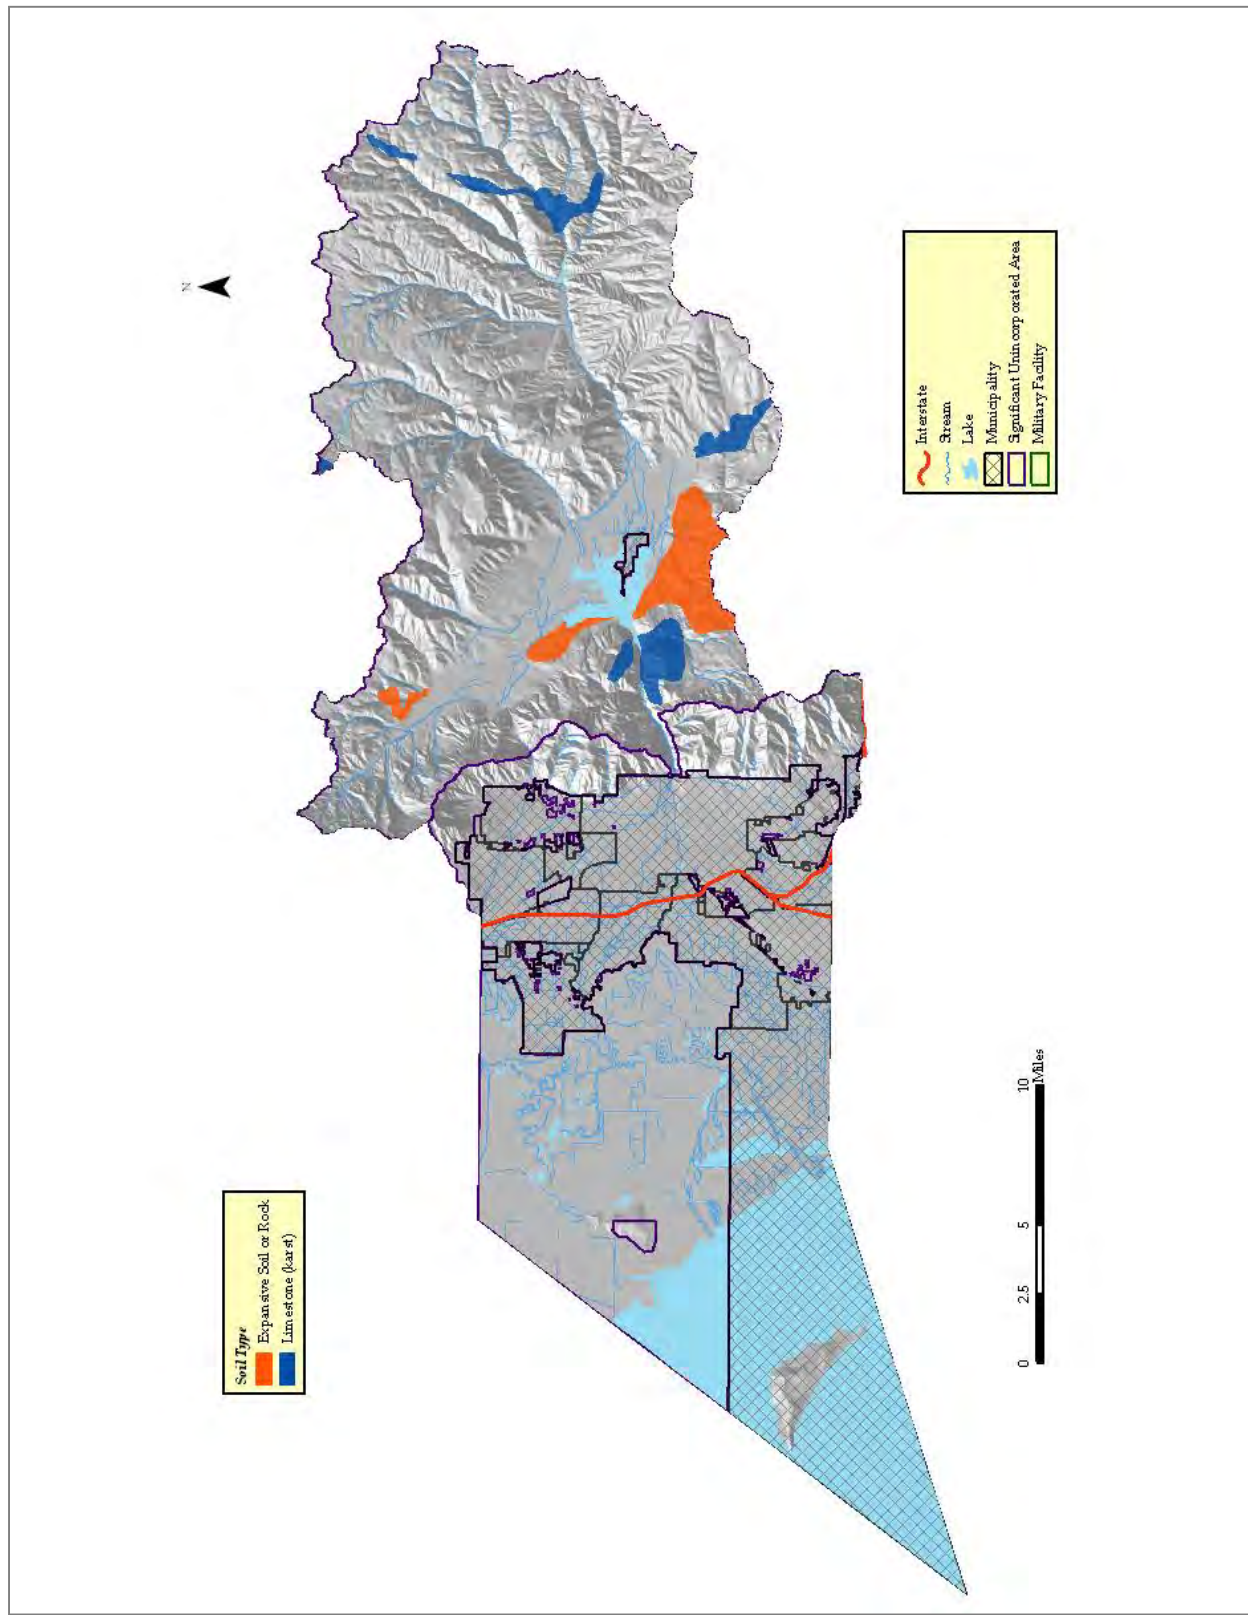 N
Interstate
Stream
Lake
Municipality
Significant Unincorporated Area
Military Facility
Soil Type
Expansive Soil or Rock
Limestone (karst)
0 2.5 5 10
Miles